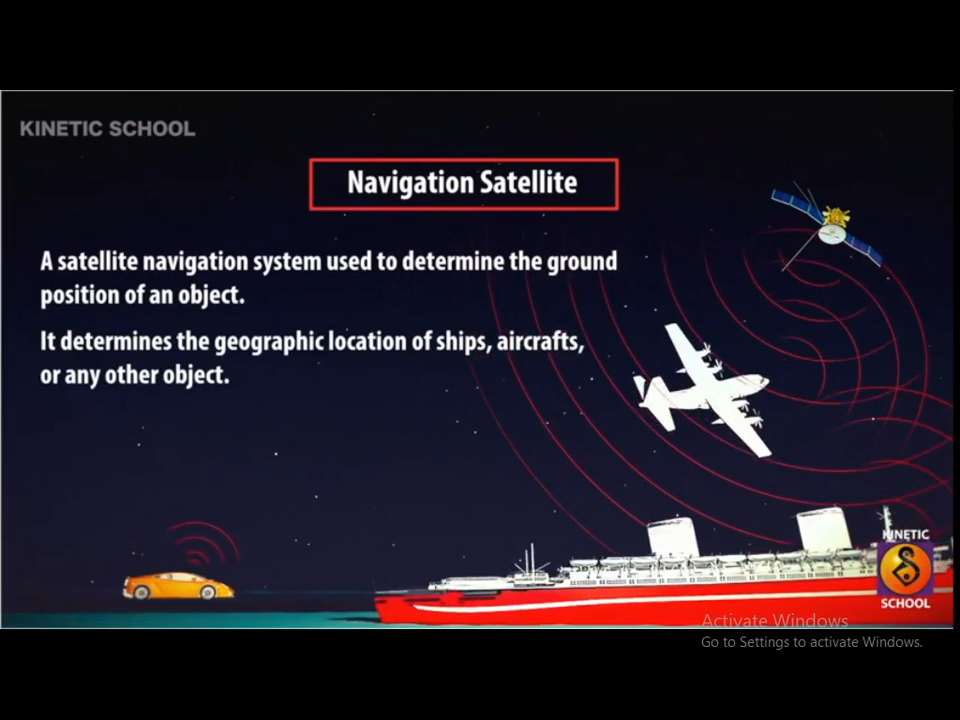 KINETIC SCHOOL
Navigation Satellite
A satellite navigation system used to determine the ground
position of an object.
It determines the geographic location of ships, aircrafts,
or any other object.
KINETIC
SCHOOL
Activate Windows
Go to Settings to activate Windows.